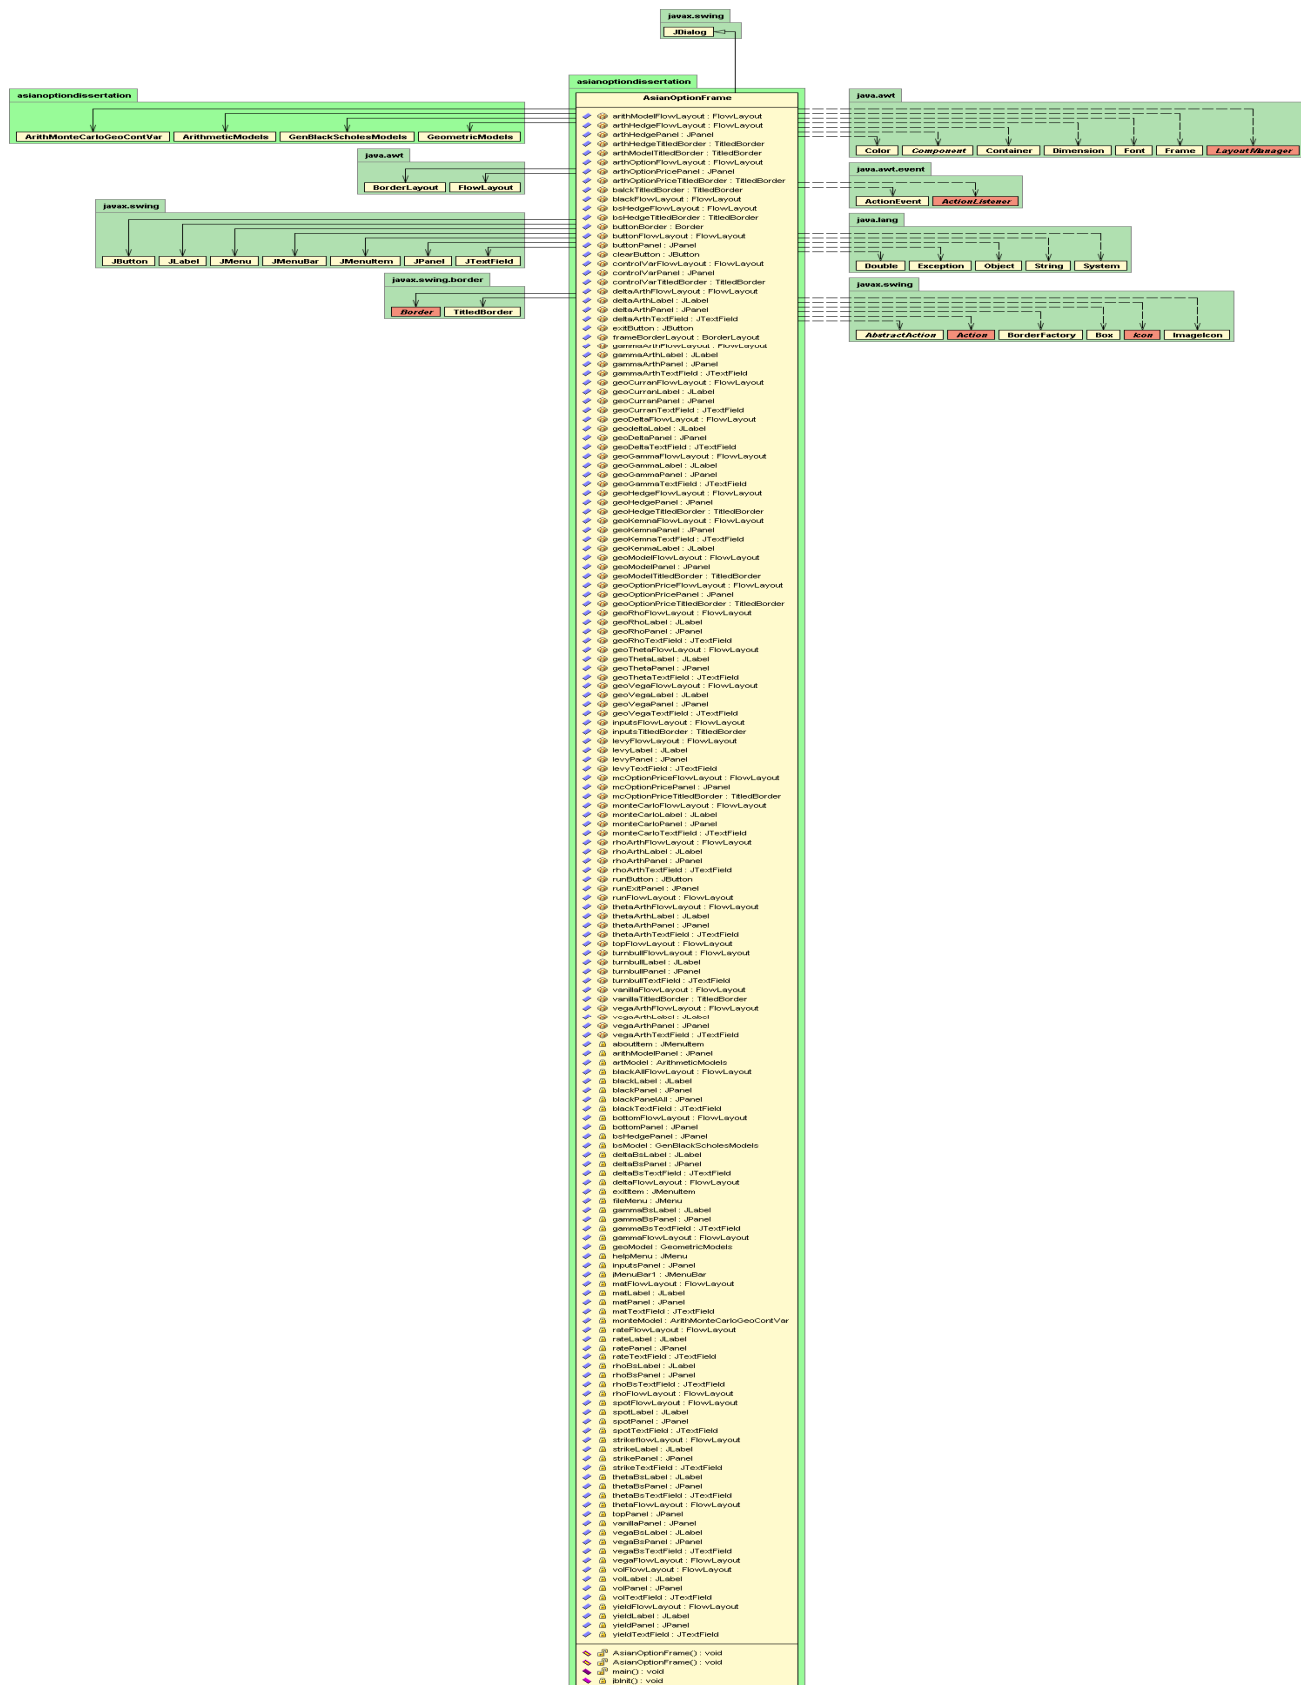 javax.swing
JDialog
asianoptiondissertation
ArithMonteCarloGeoContVar
ArithmeticModels
GenBlackScholesModels
GeometricModels
java.awt
BorderLayout
FlowLayout
javax.swing
JButton
JLabel
JMenu
JMenuBar
JMenuItem
JPanel
JTextField
javax.swing.border
Border
TitledBorder
asianoptiondissertation
AsianOptionFrame
arithModelFlowLayout : FlowLayout
arthHedgeFlowLayout : FlowLayout
arthHedgePanel : JPanel
arthHedgeTitledBorder : TitledBorder
arthModelTitledBorder : TitledBorder
arthOptionFlowLayout : FlowLayout
arthOptionPricePanel : JPanel
arthOptionPriceTitledBorder : TitledBorder
balckTitledBorder : TitledBorder
blackFlowLayout : FlowLayout
bsHedgeFlowLayout : FlowLayout
bsHedgeTitledBorder : TitledBorder
buttonBorder : Border
buttonFlowLayout : FlowLayout
buttonPanel : JPanel
clearButton : JButton
controlVarFlowLayout : FlowLayout
controlVarPanel : JPanel
controlVarTitledBorder : TitledBorder
deltaArthFlowLayout : FlowLayout
deltaArthLabel : JLabel
deltaArthPanel : JPanel
deltaArthTextField : JTextField
exitButton : JButton
frameBorderLayout : BorderLayout
gammaArthFlowLayout : FlowLayout
gammaArthLabel : JLabel
gammaArthPanel : JPanel
gammaArthTextField : JTextField
geoCurranFlowLayout : FlowLayout
geoCurranLabel : JLabel
geoCurranPanel : JPanel
geoCurranTextField : JTextField
geoDeltaFlowLayout : FlowLayout
geodeltaLabel : JLabel
geoDeltaPanel : JPanel
geoDeltaTextField : JTextField
geoGammaFlowLayout : FlowLayout
geoGammaLabel : JLabel
geoGammaPanel : JPanel
geoGammaTextField : JTextField
geoHedgeFlowLayout : FlowLayout
geoHedgePanel : JPanel
geoHedgeTitledBorder : TitledBorder
geoKemnaFlowLayout : FlowLayout
geoKemnaPanel : JPanel
geoKemnaTextField : JTextField
geoKenmaLabel : JLabel
geoModelFlowLayout : FlowLayout
geoModelPanel : JPanel
geoModelTitledBorder : TitledBorder
geoOptionPriceFlowLayout : FlowLayout
geoOptionPricePanel : JPanel
geoOptionPriceTitledBorder : TitledBorder
geoRhoFlowLayout : FlowLayout
geoRhoLabel : JLabel
geoRhoPanel : JPanel
geoRhoTextField : JTextField
geoThetaFlowLayout : FlowLayout
geoThetaLabel : JLabel
geoThetaPanel : JPanel
geoThetaTextField : JTextField
geoVegaFlowLayout : FlowLayout
geoVegaLabel : JLabel
geoVegaPanel : JPanel
geoVegaTextField : JTextField
inputsFlowLayout : FlowLayout
inputsTitledBorder : TitledBorder
levyFlowLayout : FlowLayout
levyLabel : JLabel
levyPanel : JPanel
levyTextField : JTextField
mcOptionPriceFlowLayout : FlowLayout
mcOptionPricePanel : JPanel
mcOptionPriceTitledBorder : TitledBorder
monteCarloFlowLayout : FlowLayout
monteCarloLabel : JLabel
monteCarloPanel : JPanel
monteCarloTextField : JTextField
rhoArthFlowLayout : FlowLayout
rhoArthLabel : JLabel
rhoArthPanel : JPanel
rhoArthTextField : JTextField
runButton : JButton
runExitPanel : JPanel
runFlowLayout : FlowLayout
thetaArthFlowLayout : FlowLayout
thetaArthLabel : JLabel
thetaArthPanel : JPanel
thetaArthTextField : JTextField
topFlowLayout : FlowLayout
turnbullFlowLayout : FlowLayout
turnbullLabel : JLabel
turnbullPanel : JPanel
turnbullTextField : JTextField
vanillaFlowLayout : FlowLayout
vanillaTitledBorder : TitledBorder
vegaArthFlowLayout : FlowLayout
vegaArthLabel : JLabel
vegaArthPanel : JPanel
vegaArthTextField : JTextField
aboutItem : JMenuItem
arithModelPanel : JPanel
artModel : ArithmeticModels
blackAllFlowLayout : FlowLayout
blackLabel : JLabel
blackPanel : JPanel
blackPanelAll : JPanel
blackTextField : JTextField
bottomFlowLayout : FlowLayout
bottomPanel : JPanel
bsHedgePanel : JPanel
bsModel : GenBlackScholesModels
deltaBsLabel : JLabel
deltaBsPanel : JPanel
deltaBsTextField : JTextField
deltaFlowLayout : FlowLayout
exitItem : JMenuItem
fileMenu : JMenu
gammaBsLabel : JLabel
gammaBsPanel : JPanel
gammaBsTextField : JTextField
gammaFlowLayout : FlowLayout
geoModel : GeometricModels
helpMenu : JMenu
inputsPanel : JPanel
jMenuBar1 : JMenuBar
matFlowLayout : FlowLayout
matLabel : JLabel
matPanel : JPanel
matTextField : JTextField
monteModel : ArithMonteCarloGeoContVar
rateFlowLayout : FlowLayout
rateLabel : JLabel
ratePanel : JPanel
rateTextField : JTextField
rhoBsLabel : JLabel
rhoBsPanel : JPanel
rhoBsTextField : JTextField
rhoFlowLayout : FlowLayout
spotFlowLayout : FlowLayout
spotLabel : JLabel
spotPanel : JPanel
spotTextField : JTextField
strikeflowLayout : FlowLayout
strikeLabel : JLabel
strikePanel : JPanel
strikeTextField : JTextField
thetaBsLabel : JLabel
thetaBsPanel : JPanel
thetaBsTextField : JTextField
thetaFlowLayout : FlowLayout
topPanel : JPanel
vanillaPanel : JPanel
vegaBsLabel : JLabel
vegaBsPanel : JPanel
vegaBsTextField : JTextField
vegaFlowLayout : FlowLayout
volFlowLayout : FlowLayout
volLabel : JLabel
volPanel : JPanel
volTextField : JTextField
yieldFlowLayout : FlowLayout
yieldLabel : JLabel
yieldPanel : JPanel
yieldTextField : JTextField
AsianOptionFrame() : void
AsianOptionFrame() : void
main() : void
jbInit() : void
java.awt
Color
Component
Container
Dimension
Font
Frame
LayoutManager
java.awt.event
ActionEvent
ActionListener
java.lang
Double
Exception
Object
String
System
javax.swing
AbstractAction
Action
BorderFactory
Box
Icon
ImageIcon